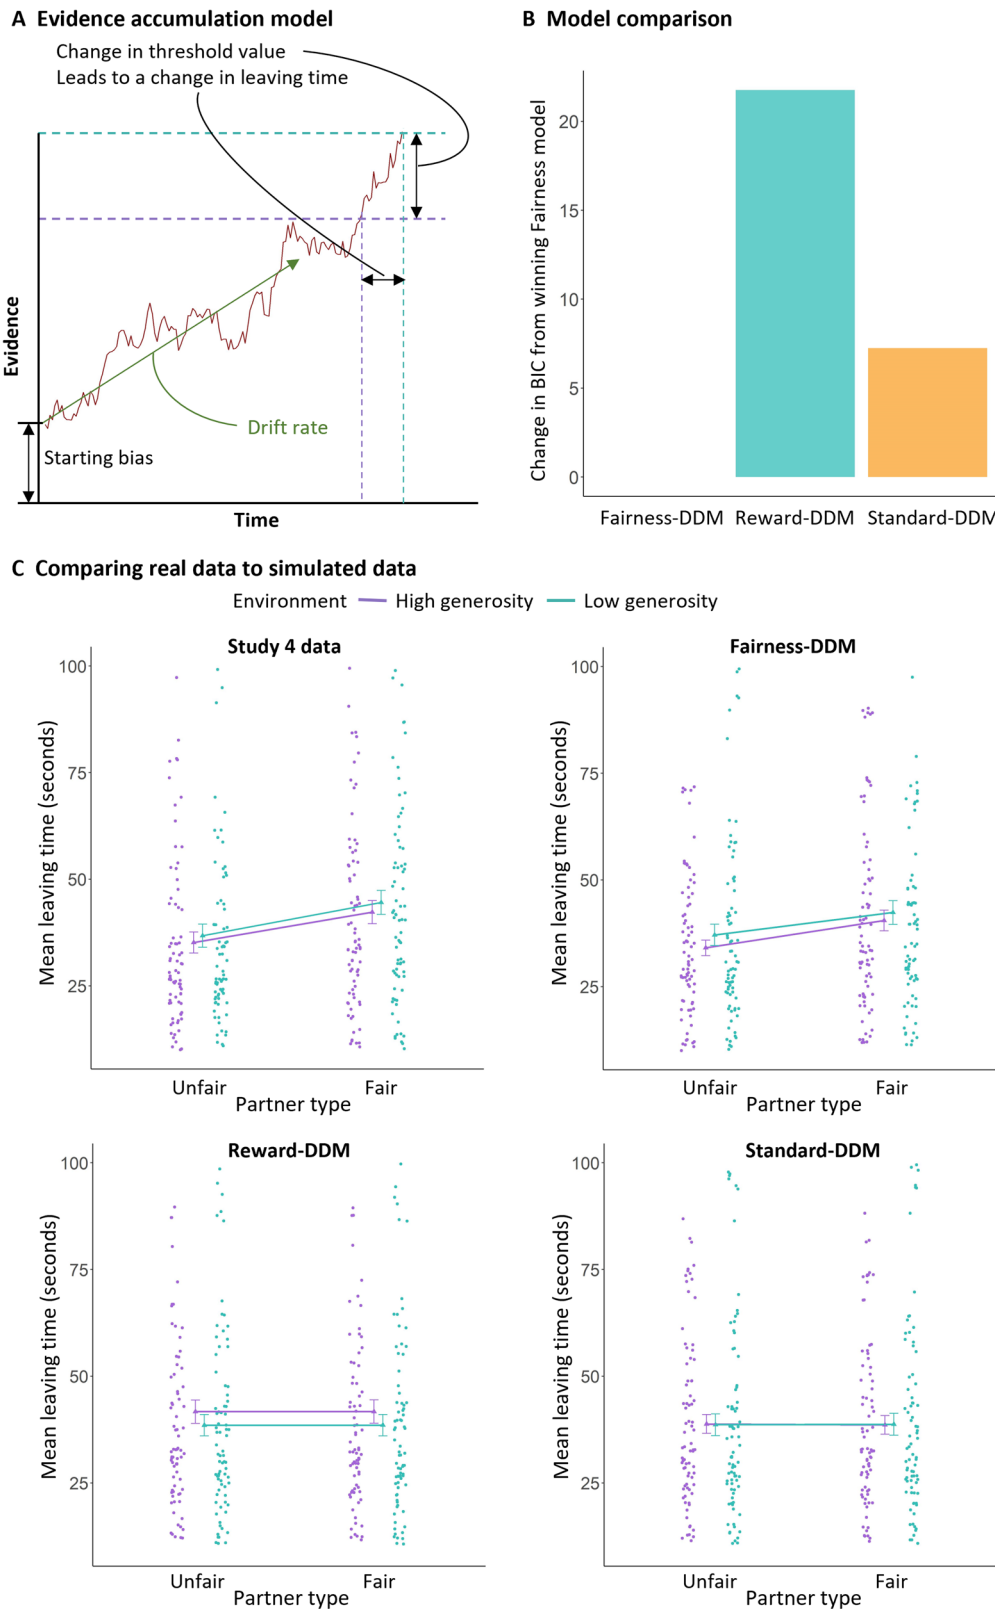 A Evidence accumulation model
Change in threshold value
Leads to a change in leaving time
Evidence
Drift rate
Starting bias
Time
B Model comparison
Change in BIC from winning Fairness model
20
15
10
5
0
Fairness-DDM Reward-DDM Standard-DDM
C Comparing real data to simulated data
Environment High generosity Low generosity
Study 4 data
Mean leaving time (seconds)
100
75
50
25
Unfair Fair
Partner type
Fairness-DDM
Mean leaving time (seconds)
100
75
50
25
Unfair Fair
Partner type
Reward-DDM
Mean leaving time (seconds)
100
75
50
25
Unfair Fair
Partner type
Standard-DDM
Mean leaving time (seconds)
100
75
50
25
Unfair Fair
Partner type